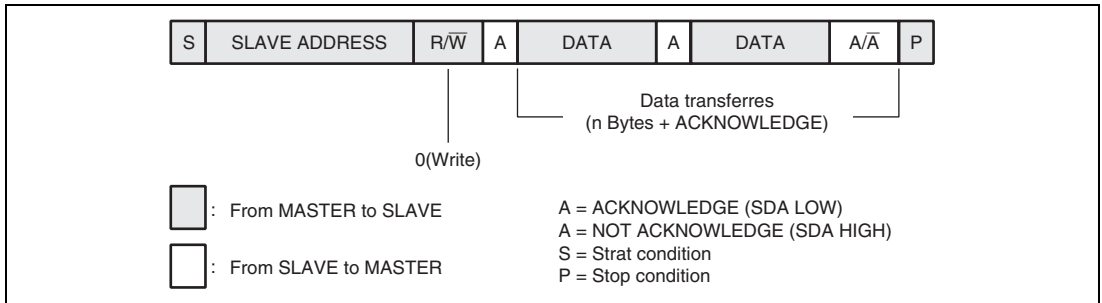 S SLAVE ADDRESS R/W̅ A DATA A DATA A/A̅ P
Data transferres
(n Bytes + ACKNOWLEDGE)
0(Write)
: From MASTER to SLAVE
: From SLAVE to MASTER
A = ACKNOWLEDGE (SDA LOW)
A = NOT ACKNOWLEDGE (SDA HIGH)
S = Strat condition
P = Stop condition